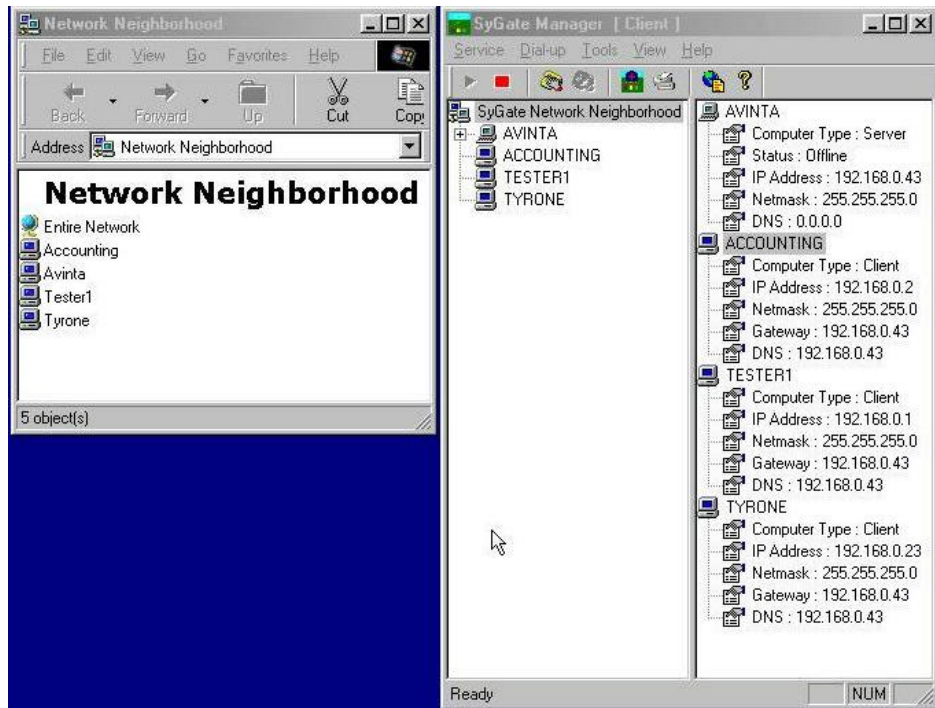 Network Neighborhood
File Edit View Go Favorites Help
Back Forward Up Cut Copy
Address Network Neighborhood
Network Neighborhood
Entire Network
Accounting
Avinta
Tester1
Tyrone
5 object(s)
SyGate Manager [ Client ]
Service Dial-up Tools View Help
SyGate Network Neighborhood
AVINTA
ACCOUNTING
TESTER1
TYRONE
AVINTA
Computer Type : Server
Status : Offline
IP Address : 192.168.0.43
Netmask : 255.255.255.0
DNS : 0.0.0.0
ACCOUNTING
Computer Type : Client
IP Address : 192.168.0.2
Netmask : 255.255.255.0
Gateway : 192.168.0.43
DNS : 192.168.0.43
TESTER1
Computer Type : Client
IP Address : 192.168.0.1
Netmask : 255.255.255.0
Gateway : 192.168.0.43
DNS : 192.168.0.43
TYRONE
Computer Type : Client
IP Address : 192.168.0.23
Netmask : 255.255.255.0
Gateway : 192.168.0.43
DNS : 192.168.0.43
Ready NUM